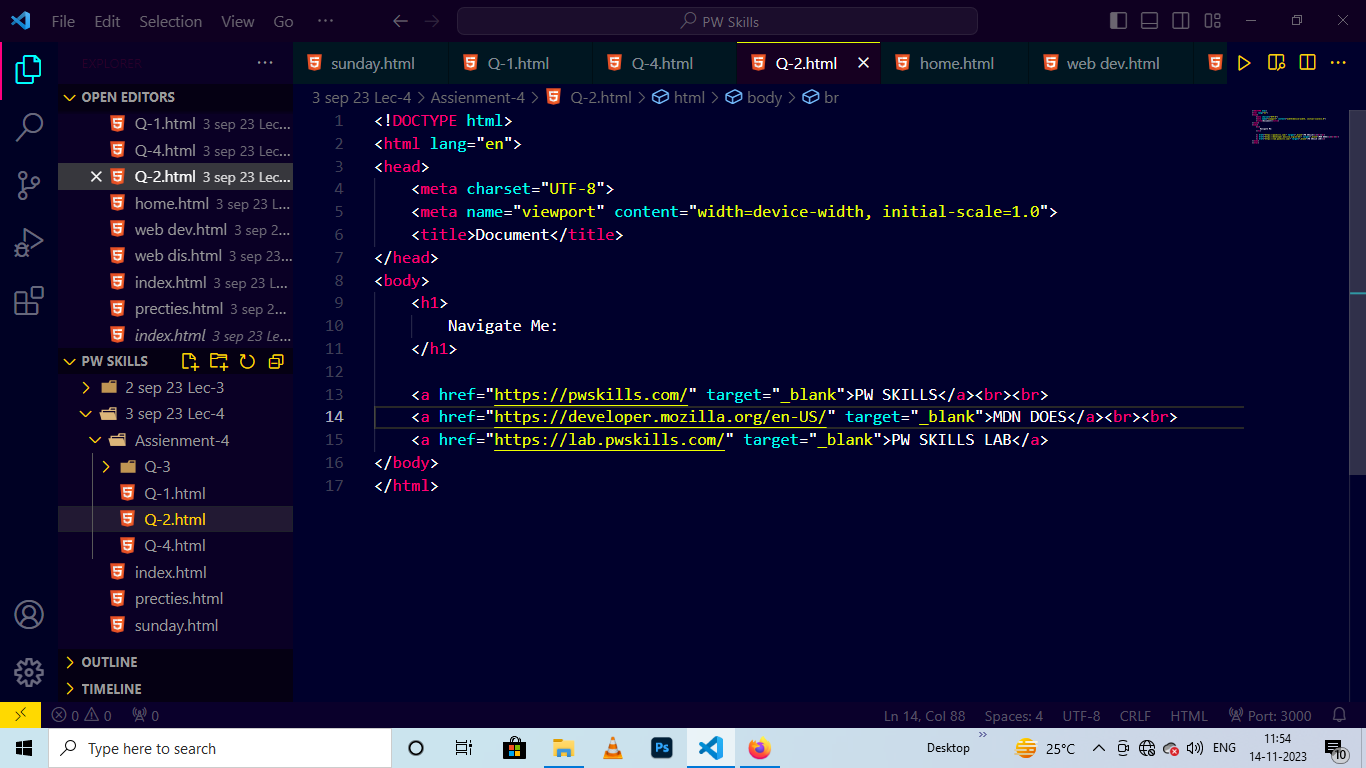 File Edit Selection View Go ··· PW Skills
EXPLORER ···
sunday.html Q-1.html Q-4.html Q-2.html home.html web dev.html
OPEN EDITORS
3 sep 23 Lec-4 > Assienment-4 > Q-2.html > html > body > br
Q-1.html 3 sep 23 Lec...
Q-4.html 3 sep 23 Lec...
Q-2.html 3 sep 23 Lec...
home.html 3 sep 23 L...
web dev.html 3 sep 2...
web dis.html 3 sep 23...
index.html 3 sep 23 L...
precties.html 3 sep 2...
index.html 3 sep 23 Le...
PW SKILLS
2 sep 23 Lec-3
3 sep 23 Lec-4
Assienment-4
Q-3
Q-1.html
Q-2.html
Q-4.html
index.html
precties.html
sunday.html
OUTLINE
TIMELINE
1 <!DOCTYPE html>
2 <html lang="en">
3 <head>
4 <meta charset="UTF-8">
5 <meta name="viewport" content="width=device-width, initial-scale=1.0">
6 <title>Document</title>
7 </head>
8 <body>
9 <h1>
10 Navigate Me:
11 </h1>
12
13 <a href="https://pwskills.com/" target="_blank">PW SKILLS</a><br><br>
14 <a href="https://developer.mozilla.org/en-US/" target="_blank">MDN DOES</a><br><br>
15 <a href="https://lab.pwskills.com/" target="_blank">PW SKILLS LAB</a>
16 </body>
17 </html>
0 0 0 Ln 14, Col 88 Spaces: 4 UTF-8 CRLF HTML Port: 3000
Type here to search Ps Desktop » 25°C ENG 11:54
14-11-2023 10